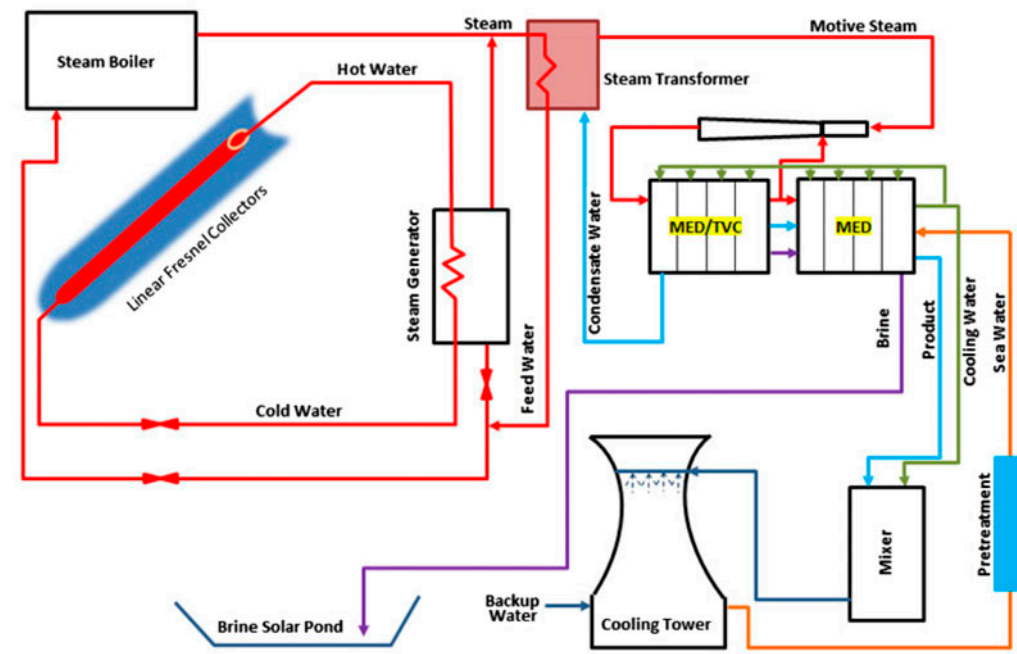 Steam
Motive Steam
Steam Boiler
Hot Water
Steam Transformer
Linear Fresnel Collectors
Steam Generator
MED/TVC
MED
Condensate Water
Brine
Product
Cooling Water
Sea Water
Feed Water
Cold Water
Pretreatment
Mixer
Backup
Water
Cooling Tower
Brine Solar Pond